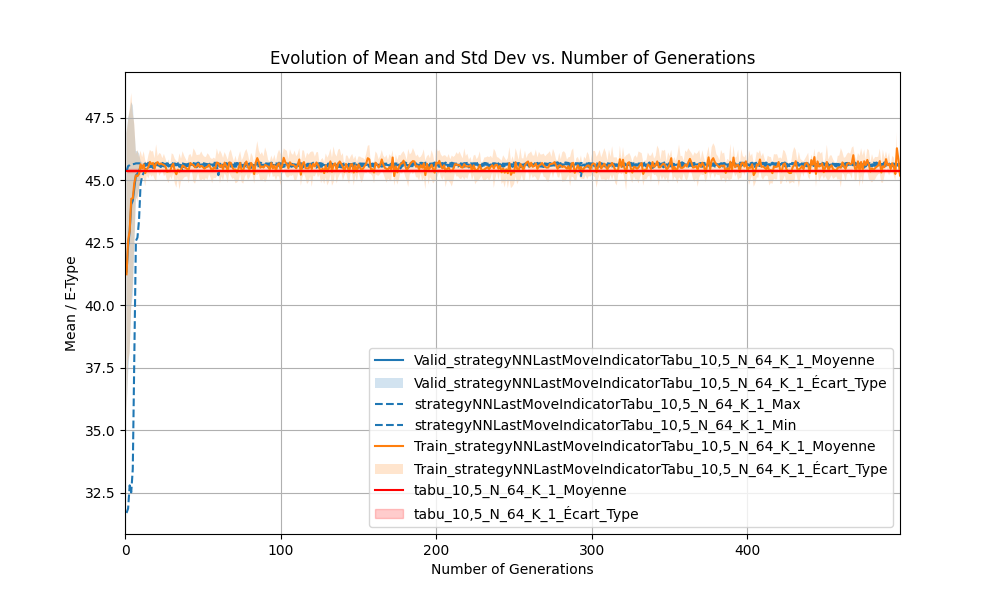 Evolution of Mean and Std Dev vs. Number of Generations
Mean / E-Type
47.5
45.0
42.5
40.0
37.5
35.0
32.5
Valid_strategyNNLastMoveIndicatorTabu_10,5_N_64_K_1_Moyenne
Valid_strategyNNLastMoveIndicatorTabu_10,5_N_64_K_1_Écart_Type
strategyNNLastMoveIndicatorTabu_10,5_N_64_K_1_Max
strategyNNLastMoveIndicatorTabu_10,5_N_64_K_1_Min
Train_strategyNNLastMoveIndicatorTabu_10,5_N_64_K_1_Moyenne
Train_strategyNNLastMoveIndicatorTabu_10,5_N_64_K_1_Écart_Type
tabu_10,5_N_64_K_1_Moyenne
tabu_10,5_N_64_K_1_Écart_Type
0 100 200 300 400
Number of Generations